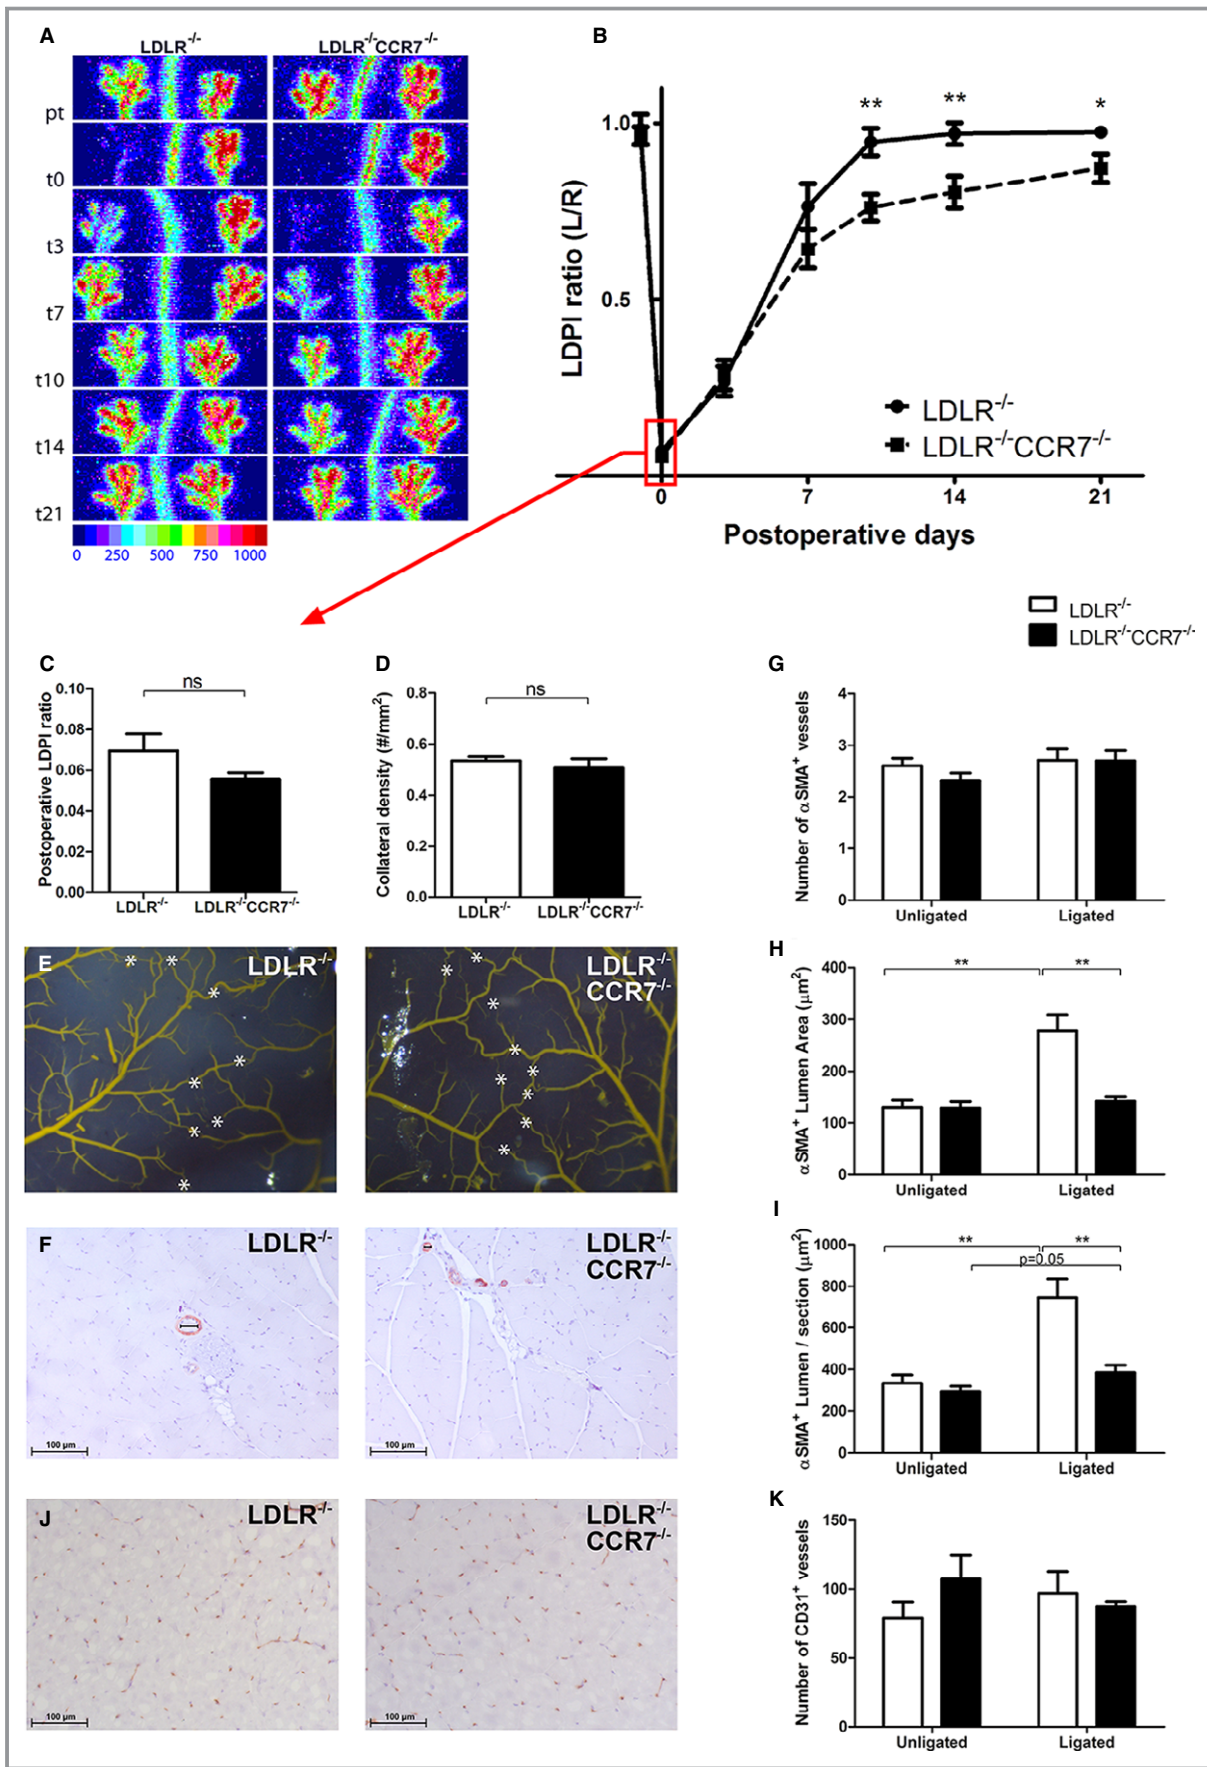 A
LDLR-/-
LDLR-/-CCR7-/-
pt
t0
t3
t7
t10
t14
t21
0 250 500 750 1000
B
LDPI ratio (L/R)
1.0
0.5
** ** *
LDLR-/-
LDLR-/-CCR7-/-
0 7 14 21
Postoperative days
LDLR-/-
LDLR-/-CCR7-/-
C
Postoperative LDPI ratio
0.10
0.08
0.06
0.04
0.02
0.00
ns
LDLR-/- LDLR-/-CCR7-/-
D
Collateral density (#/mm2)
0.8
0.6
0.4
0.2
0.0
ns
LDLR-/- LDLR-/-CCR7-/-
G
Number of αSMA+ vessels
4
3
2
1
0
Unligated Ligated
E
LDLR-/-
* * * * * * * *
LDLR-/-
CCR7-/-
* * * * * * * * *
H
αSMA+ Lumen Area (μm2)
400
300
200
100
0
** **
Unligated Ligated
F
LDLR-/-
100 μm
LDLR-/-
CCR7-/-
100 μm
I
αSMA+ Lumen / section (μm2)
1000
800
600
400
200
0
** **
p=0.05
Unligated Ligated
J
LDLR-/-
100 μm
LDLR-/-
CCR7-/-
100 μm
K
Number of CD31+ vessels
150
100
50
0
Unligated Ligated